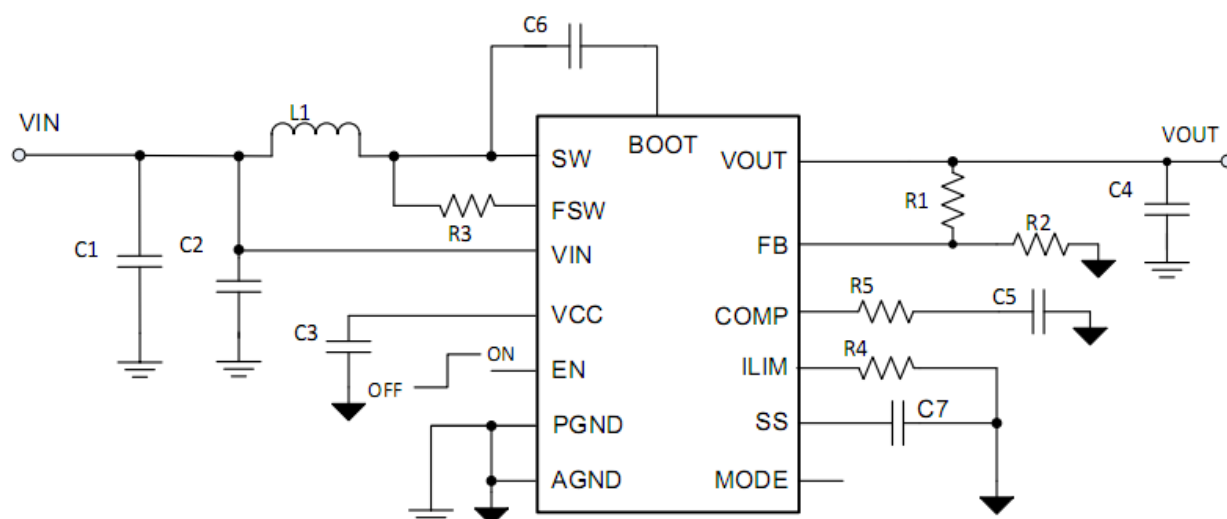 C6
VIN
L1
BOOT
SW
VOUT
VOUT
FSW
R3
R1
C4
R2
C1
C2
VIN
FB
C3
VCC
COMP
R5
C5
ON
OFF
EN
ILIM
R4
PGND
SS
C7
AGND
MODE